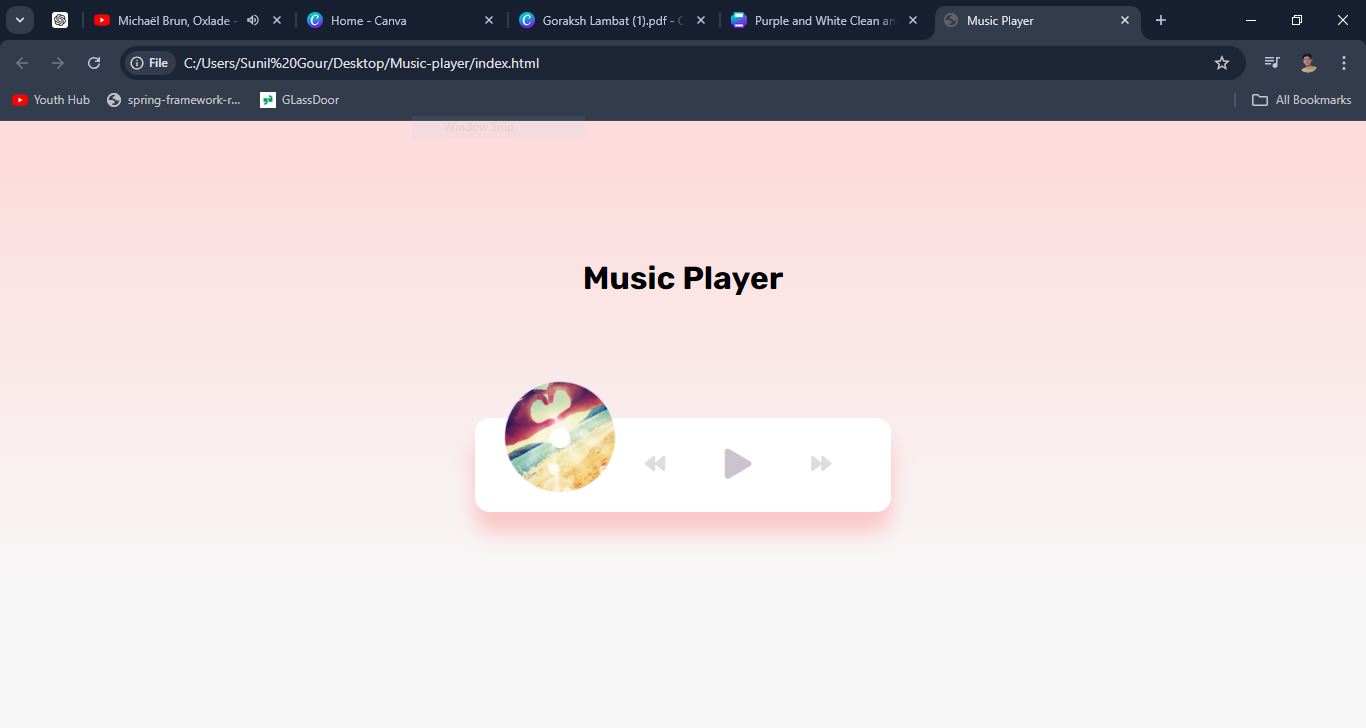 Michaël Brun, Oxlade -
Home - Canva
Goraksh Lambat (1).pdf - C
Purple and White Clean an
Music Player
File
C:/Users/Sunil%20Gour/Desktop/Music-player/index.html
Youth Hub
spring-framework-r...
GLassDoor
All Bookmarks
Window Snip
Music Player